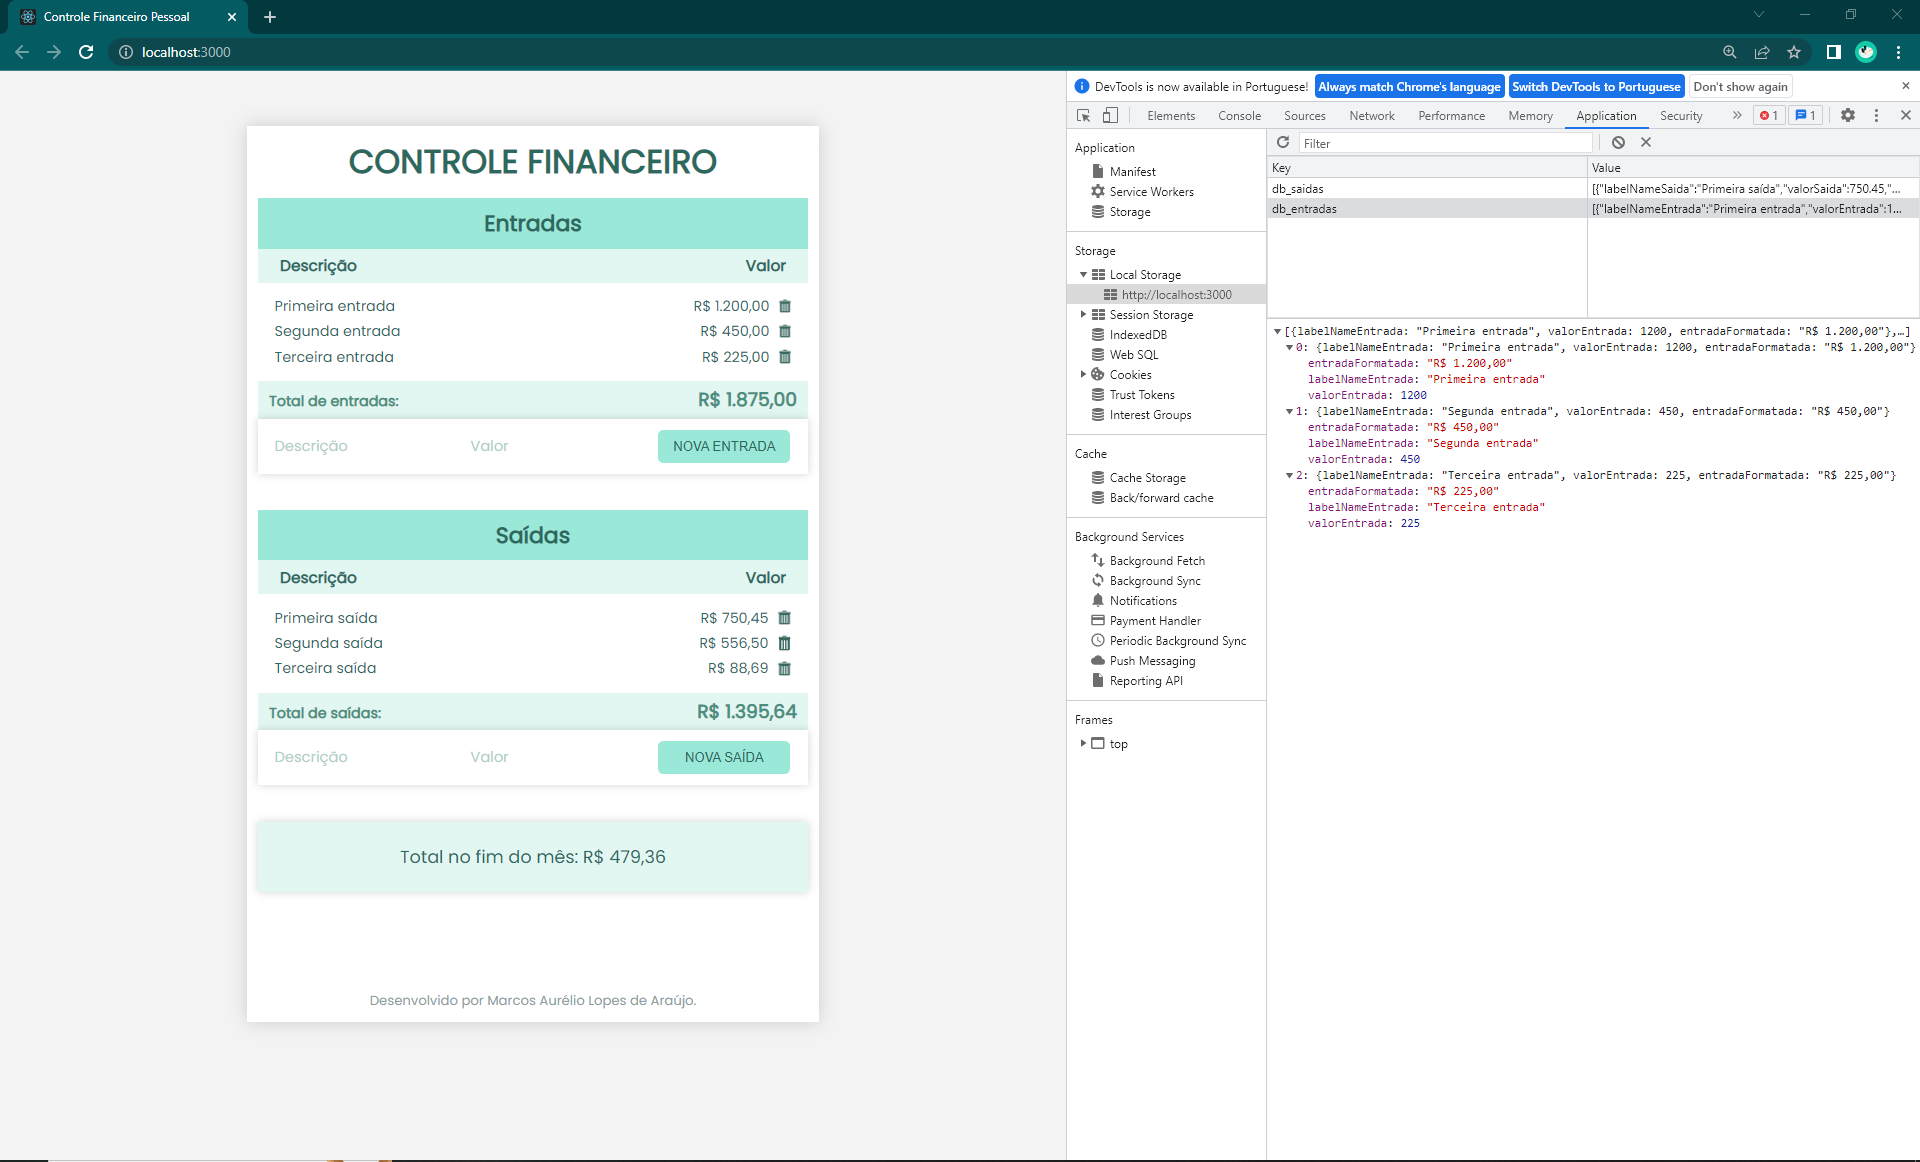 Controle Financeiro Pessoal
localhost:3000
CONTROLE FINANCEIRO
Entradas
Descrição Valor
Primeira entrada R$ 1.200,00
Segunda entrada R$ 450,00
Terceira entrada R$ 225,00
Total de entradas: R$ 1.875,00
Descrição Valor NOVA ENTRADA
Saídas
Descrição Valor
Primeira saída R$ 750,45
Segunda saída R$ 556,50
Terceira saída R$ 88,69
Total de saídas: R$ 1.395,64
Descrição Valor NOVA SAÍDA
Total no fim do mês: R$ 479,36
Desenvolvido por Marcos Aurélio Lopes de Araújo.
DevTools is now available in Portuguese! Always match Chrome's language Switch DevTools to Portuguese Don't show again
Elements Console Sources Network Performance Memory Application Security 1 1
Application
Manifest
Service Workers
Storage
Storage
Local Storage
http://localhost:3000
Session Storage
IndexedDB
Web SQL
Cookies
Trust Tokens
Interest Groups
Cache
Cache Storage
Back/forward cache
Background Services
Background Fetch
Background Sync
Notifications
Payment Handler
Periodic Background Sync
Push Messaging
Reporting API
Frames
top
Filter
Key Value
db_saidas [{"labelNameSaida":"Primeira saída","valorSaida":750.45,"...
db_entradas [{"labelNameEntrada":"Primeira entrada","valorEntrada":1...
[{labelNameEntrada: "Primeira entrada", valorEntrada: 1200, entradaFormatada: "R$ 1.200,00"},…]
0: {labelNameEntrada: "Primeira entrada", valorEntrada: 1200, entradaFormatada: "R$ 1.200,00"}
entradaFormatada: "R$ 1.200,00"
labelNameEntrada: "Primeira entrada"
valorEntrada: 1200
1: {labelNameEntrada: "Segunda entrada", valorEntrada: 450, entradaFormatada: "R$ 450,00"}
entradaFormatada: "R$ 450,00"
labelNameEntrada: "Segunda entrada"
valorEntrada: 450
2: {labelNameEntrada: "Terceira entrada", valorEntrada: 225, entradaFormatada: "R$ 225,00"}
entradaFormatada: "R$ 225,00"
labelNameEntrada: "Terceira entrada"
valorEntrada: 225